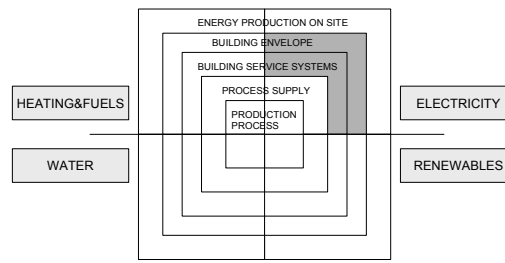 ENERGY PRODUCTION ON SITE
BUILDING ENVELOPE
BUILDING SERVICE SYSTEMS
PROCESS SUPPLY
PRODUCTION
PROCESS
HEATING&FUELS
ELECTRICITY
WATER
RENEWABLES